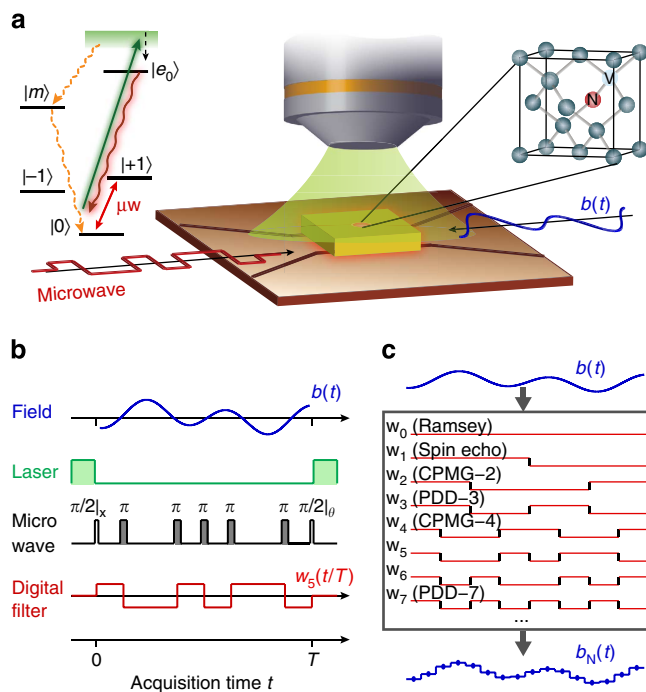 a
|e₀⟩
|m⟩
|−1⟩
|+1⟩
|0⟩
μw
Microwave
V
N
b(t)
b
Field
b(t)
Laser
π/2|x π π π π π π/2|θ
Micro
wave
Digital
filter
w₅(t/T)
0 T
Acquisition time t
c
b(t)
w₀ (Ramsey)
w₁ (Spin echo)
w₂ (CPMG−2)
w₃ (PDD−3)
w₄ (CPMG−4)
w₅
w₆
w₇ (PDD−7)
...
b_N(t)